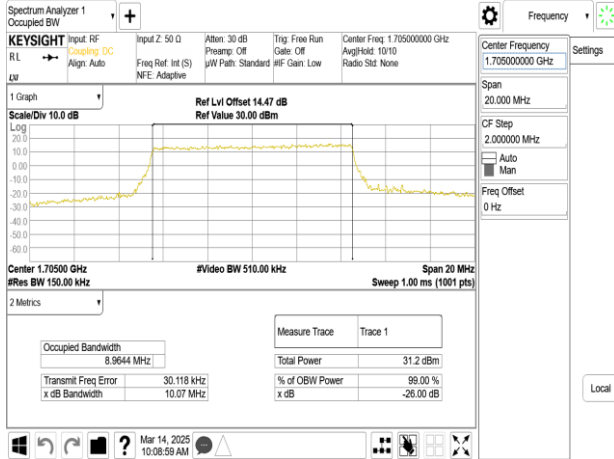 Spectrum Analyzer 1
Occupied BW
Frequency
KEYSIGHT
RL
LXI
Input: RF
Coupling: DC
Align: Auto
Input Z: 50 Ω
Freq Ref: Int (S)
NFE: Adaptive
Atten: 30 dB
Preamp: Off
µW Path: Standard
Trig: Free Run
Gate: Off
#IF Gain: Low
Center Freq: 1.705000000 GHz
Avg|Hold: 10/10
Radio Std: None
Center Frequency
1.705000000 GHz
Settings
Span
20.000 MHz
CF Step
2.000000 MHz
Auto
Man
Freq Offset
0 Hz
1 Graph
Scale/Div 10.0 dB
Ref Lvl Offset 14.47 dB
Ref Value 30.00 dBm
Log
20.0
10.0
0.00
-10.0
-20.0
-30.0
-40.0
-50.0
-60.0
Center 1.70500 GHz
#Res BW 150.00 kHz
#Video BW 510.00 kHz
Span 20 MHz
Sweep 1.00 ms (1001 pts)
2 Metrics
Measure Trace Trace 1
Occupied Bandwidth
8.9644 MHz
Total Power 31.2 dBm
Transmit Freq Error 30.118 kHz
% of OBW Power 99.00 %
x dB Bandwidth 10.07 MHz
x dB -26.00 dB
Local
?
Mar 14, 2025
10:08:59 AM